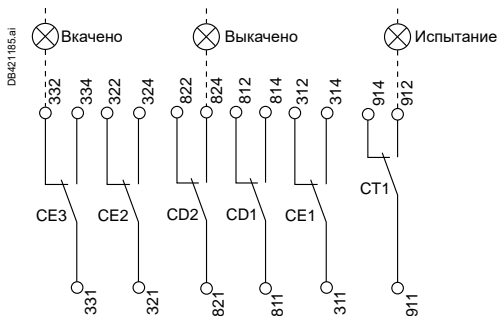 DB421185.ai
Вкачено
Выкачено
Испытание
332
334
322
324
822
824
812
814
312
314
914
912
CE3
CE2
CD2
CD1
CE1
CT1
331
321
821
811
311
911